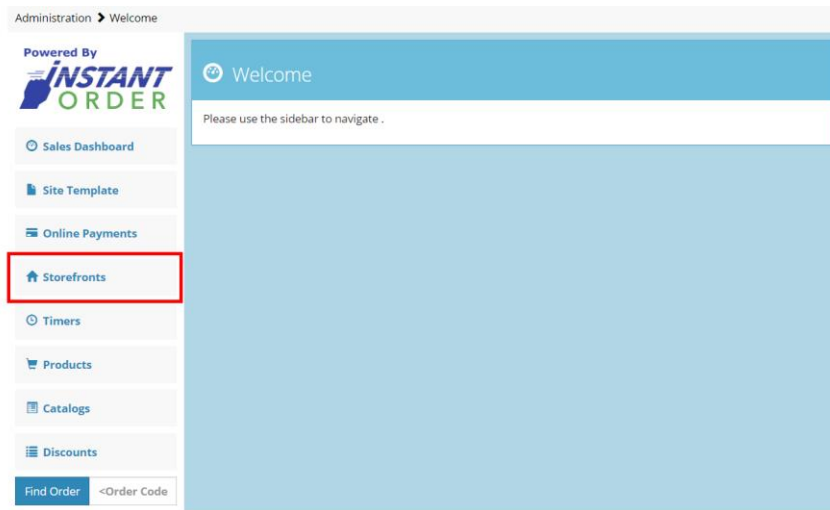 Administration > Welcome
Powered By
INSTANT
ORDER
Welcome
Please use the sidebar to navigate .
Sales Dashboard
Site Template
Online Payments
Storefronts
Timers
Products
Catalogs
Discounts
Find Order <Order Code